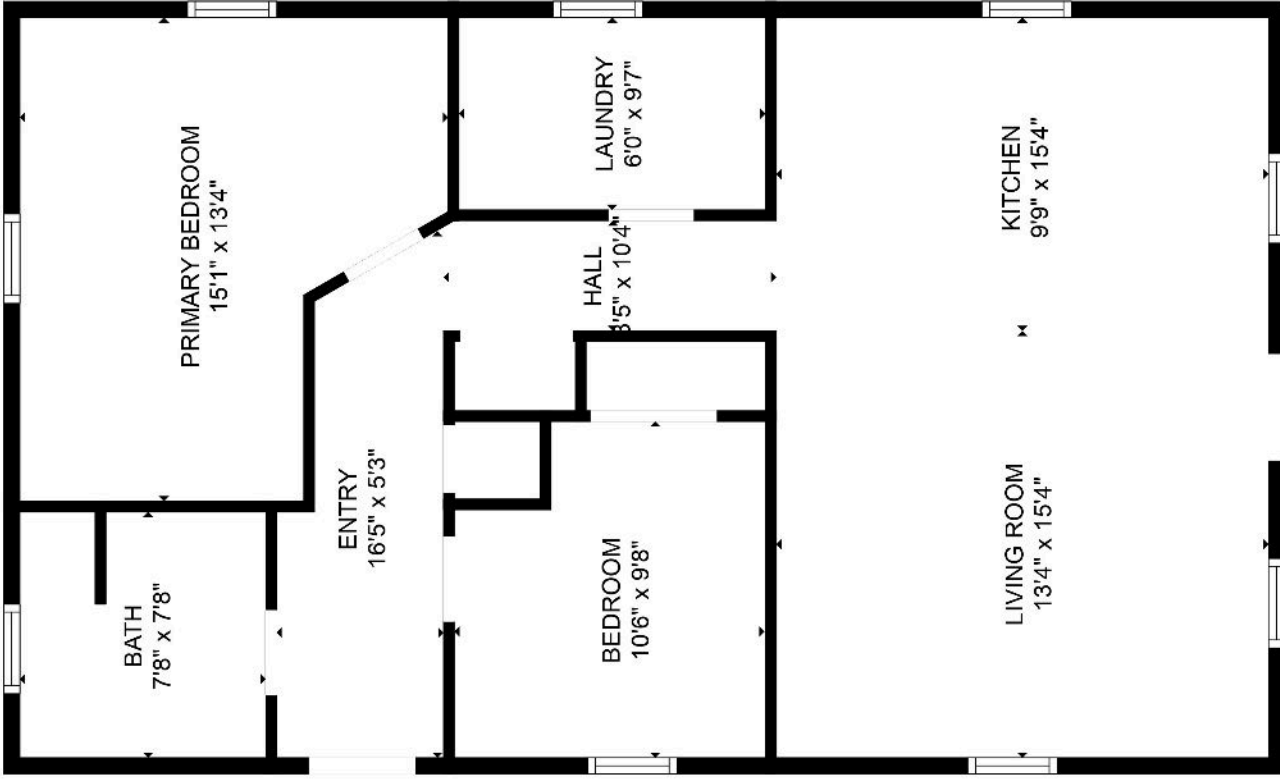 PRIMARY BEDROOM
15'1" x 13'4"
LAUNDRY
6'0" x 9'7"
KITCHEN
9'9" x 15'4"
HALL
3'5" x 10'4"
ENTRY
16'5" x 5'3"
BATH
7'8" x 7'8"
BEDROOM
10'6" x 9'8"
LIVING ROOM
13'4" x 15'4"